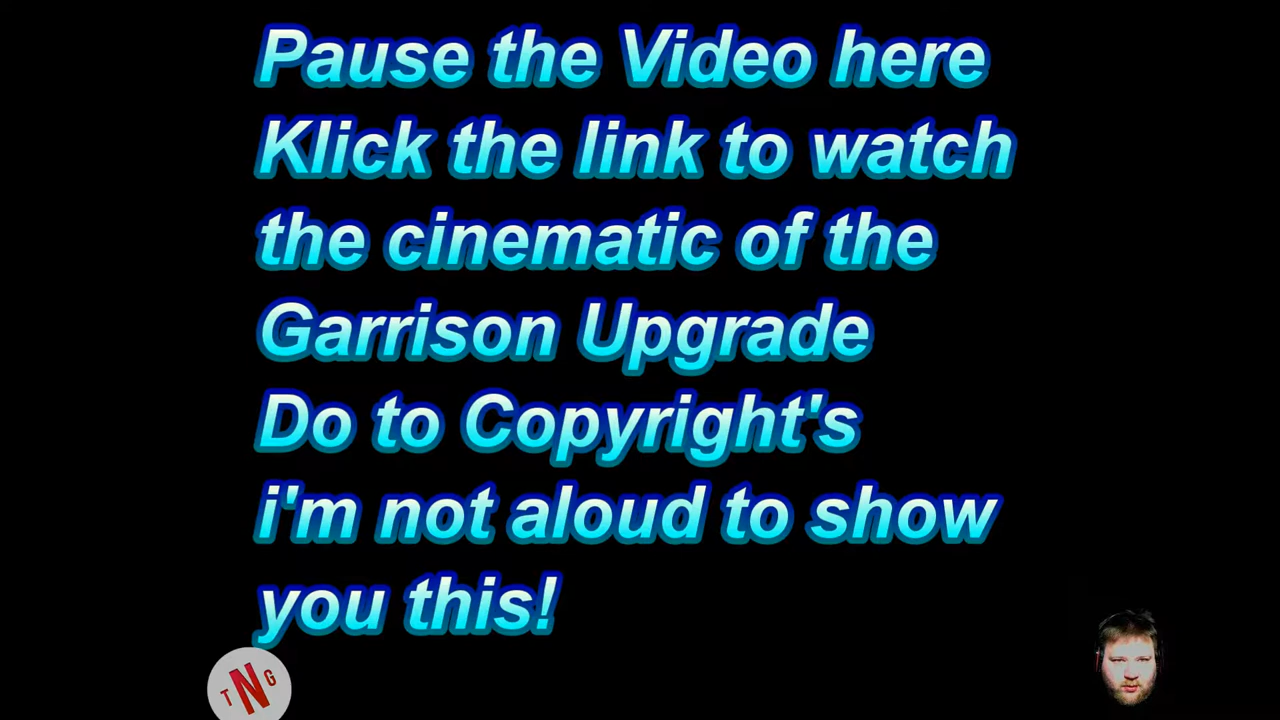 Pause the Video here
Klick the link to watch
the cinematic of the
Garrison Upgrade
Do to Copyright's
i'm not aloud to show
you this!
TNG